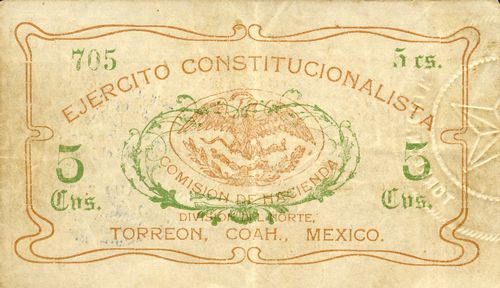 705
5 cs.
EJERCITO CONSTITUCIONALISTA
5 Cvs.
5 Cvs.
COMISION DE HACIENDA
DIVISION DEL NORTE,
TORREON, COAH., MEXICO.